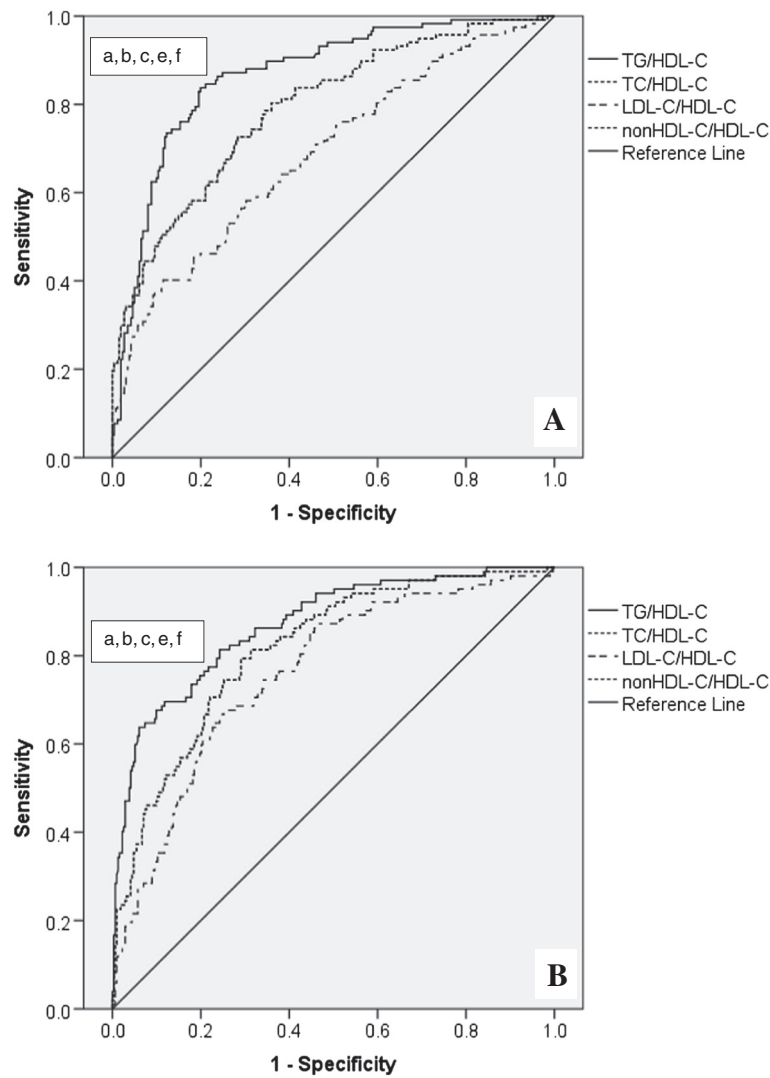 a, b, c, e, f
TG/HDL-C
TC/HDL-C
LDL-C/HDL-C
nonHDL-C/HDL-C
Reference Line
Sensitivity
1.0
0.8
0.6
0.4
0.2
0.0
A
0.0 0.2 0.4 0.6 0.8 1.0
1 - Specificity
a, b, c, e, f
TG/HDL-C
TC/HDL-C
LDL-C/HDL-C
nonHDL-C/HDL-C
Reference Line
Sensitivity
1.0
0.8
0.6
0.4
0.2
0.0
B
0.0 0.2 0.4 0.6 0.8 1.0
1 - Specificity